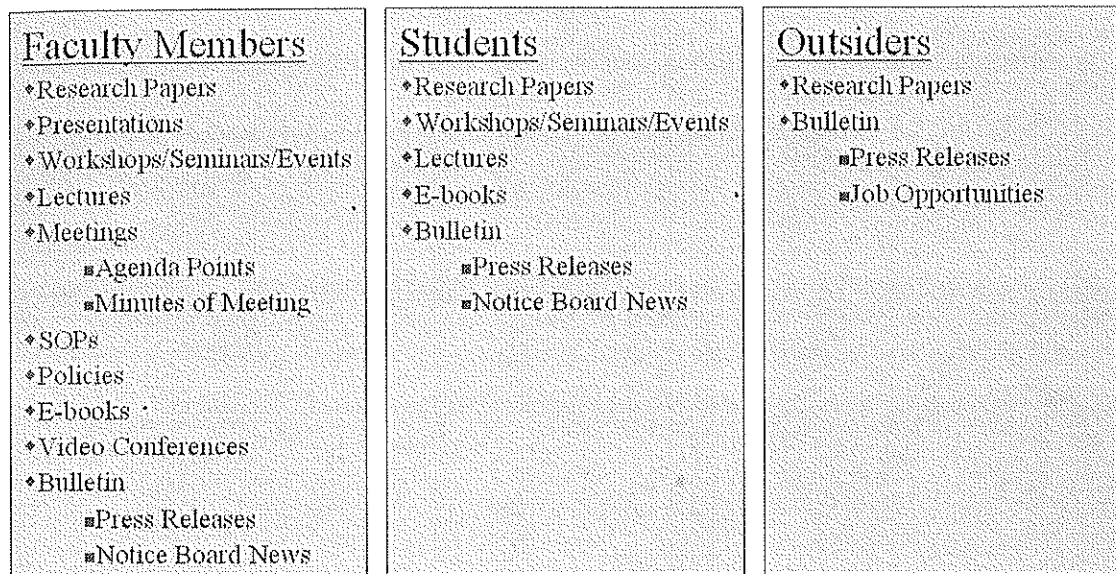 Faculty Members
Research Papers
Presentations
Workshops/Seminars/Events
Lectures
Meetings
Agenda Points
Minutes of Meeting
SOPs
Policies
E-books
Video Conferences
Bulletin
Press Releases
Notice Board News
Students
Research Papers
Workshops/Seminars/Events
Lectures
E-books
Bulletin
Press Releases
Notice Board News
Outsiders
Research Papers
Bulletin
Press Releases
Job Opportunities